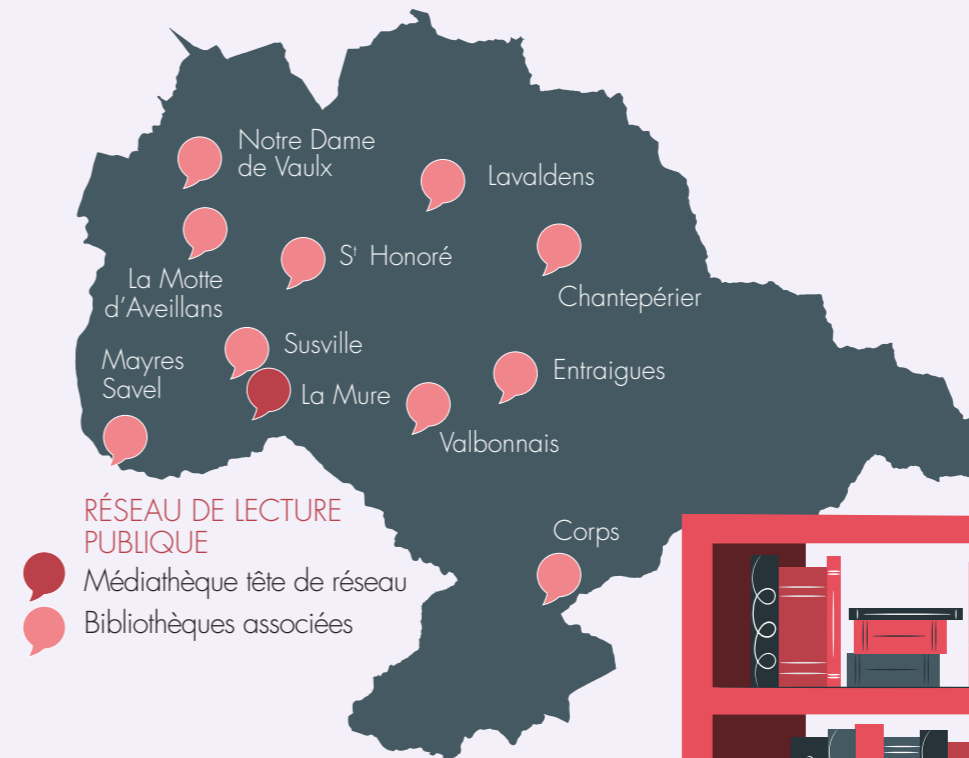 Notre Dame
de Vaulx
Lavaldens
St Honoré
La Motte
d'Aveillans
Chantepérier
Susville
Mayres
Savel
La Mure
Entraigues
Valbonnais
RÉSEAU DE LECTURE
PUBLIQUE
Médiathèque tête de réseau
Bibliothèques associées
Corps